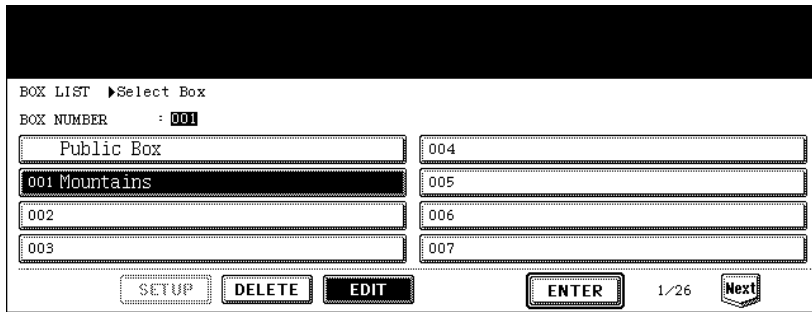 BOX LIST ▶Select Box
BOX NUMBER : 001
Public Box 004
001 Mountains 005
002 006
003 007
SETUP DELETE EDIT ENTER 1/26 Next